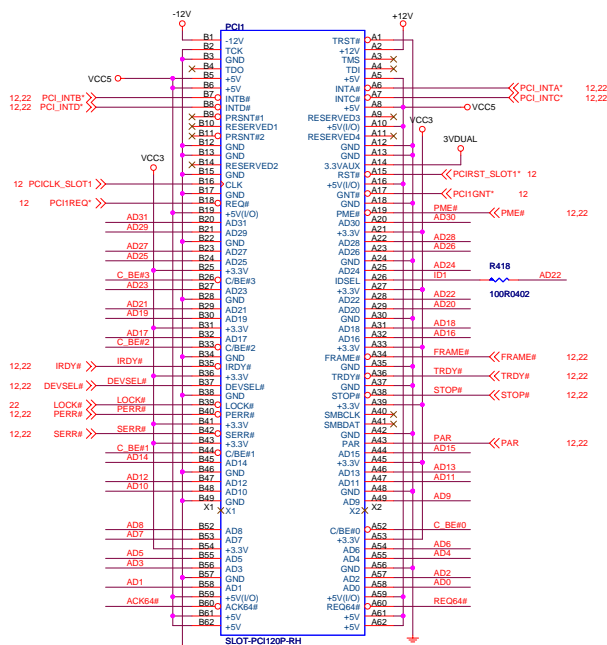 -12V +12V
PCI1
B1 -12V TRST# A1
B2 TCK +12V A2
B3 GND TMS A3
B4 TDO TDI A4
VCC5 B5 +5V +5V A5
B6 +5V INTA# A6 PCI_INTA* 12,22
12,22 PCI_INTB* B7 INTB# INTC# A7 PCI_INTC* 12,22
12,22 PCI_INTD* B8 INTD# +5V A8 VCC5
B9 PRSNT#1 RESERVED3 A9
B10 RESERVED1 +5V(I/O) A10
B11 PRSNT#2 RESERVED4 A11 VCC3
B12 GND GND A12
B13 GND GND A13 3VDUAL
VCC3 B14 RESERVED2 3.3VAUX A14
B15 GND RST# A15 PCIRST_SLOT1* 12
12 PCICLK_SLOT1 B16 CLK +5V(I/O) A16
B17 GND GNT# A17 PCI1GNT* 12
12 PCI1REQ* B18 REQ# GND A18
B19 +5V(I/O) PME# A19 PME# PME# 12,22
AD31 B20 AD31 AD30 A20 AD30
AD29 B21 AD29 +3.3V A21
B22 GND AD28 A22 AD28
AD27 B23 AD27 AD26 A23 AD26
AD25 B24 AD25 GND A24
B25 +3.3V AD24 A25 AD24 R418
C_BE#3 B26 C/BE#3 IDSEL A26 ID1 AD22
AD23 B27 AD23 +3.3V A27 100R0402
B28 GND AD22 A28 AD22
AD21 B29 AD21 AD20 A29 AD20
AD19 B30 AD19 GND A30
B31 +3.3V AD18 A31 AD18
AD17 B32 AD17 AD16 A32 AD16
C_BE#2 B33 C/BE#2 +3.3V A33
B34 GND FRAME# A34 FRAME# FRAME# 12,22
12,22 IRDY# IRDY# B35 IRDY# GND A35
B36 +3.3V TRDY# A36 TRDY# TRDY# 12,22
12,22 DEVSEL# DEVSEL# B37 DEVSEL# GND A37
B38 GND STOP# A38 STOP# STOP# 12,22
22 LOCK# LOCK# B39 LOCK# +3.3V A39
12,22 PERR# PERR# B40 PERR# SMBCLK A40
B41 +3.3V SMBDAT A41
12,22 SERR# SERR# B42 SERR# GND A42
B43 +3.3V PAR A43 PAR PAR 12,22
C_BE#1 B44 C/BE#1 AD15 A44 AD15
AD14 B45 AD14 +3.3V A45
B46 GND AD13 A46 AD13
AD12 B47 AD12 AD11 A47 AD11
AD10 B48 AD10 GND A48
B49 GND AD9 A49 AD9
X1 X1 X2 X2
AD8 B52 AD8 C/BE#0 A52 C_BE#0
AD7 B53 AD7 +3.3V A53
B54 +3.3V AD6 A54 AD6
AD5 B55 AD5 AD4 A55 AD4
AD3 B56 AD3 GND A56
B57 GND AD2 A57 AD2
AD1 B58 AD1 AD0 A58 AD0
B59 +5V(I/O) +5V(I/O) A59
ACK64# B60 ACK64# REQ64# A60 REQ64#
B61 +5V +5V A61
B62 +5V +5V A62
SLOT-PCI120P-RH